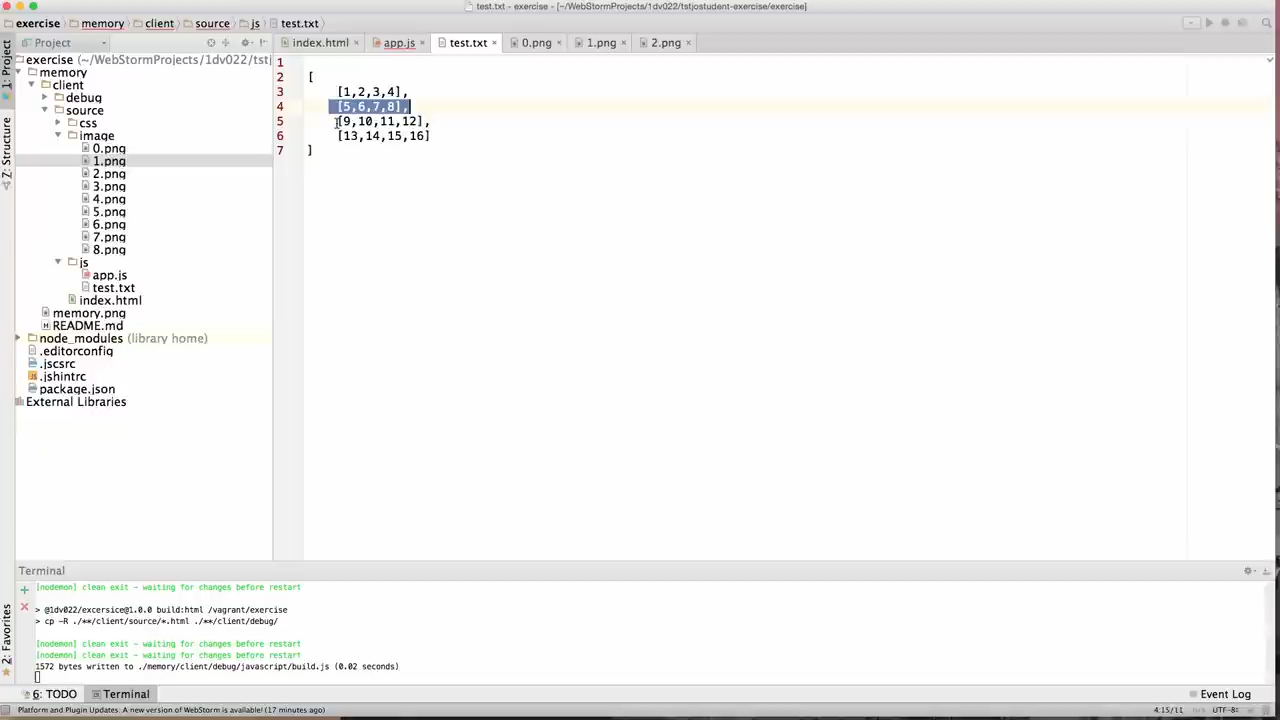 test.txt - exercise - [~/WebStormProjects/1dv022/tstjostudent-exercise/exercise]
exercise memory client source js test.txt
Project
index.html app.js test.txt 0.png 1.png 2.png
1: Project
Z: Structure
2: Favorites
exercise (~/WebStormProjects/1dv022/tstj
memory
client
debug
source
css
image
0.png
1.png
2.png
3.png
4.png
5.png
6.png
7.png
8.png
js
app.js
test.txt
index.html
memory.png
README.md
node_modules (library home)
.editorconfig
.jscsrc
.jshintrc
package.json
External Libraries
1
2 [
3 [1,2,3,4],
4 [5,6,7,8],
5 [9,10,11,12],
6 [13,14,15,16]
7 ]
Terminal
[nodemon] clean exit - waiting for changes before restart
> @1dv022/excersice@1.0.0 build:html /vagrant/exercise
> cp -R ./**/client/source/*.html ./**/client/debug/
[nodemon] clean exit - waiting for changes before restart
[nodemon] clean exit - waiting for changes before restart
1572 bytes written to ./memory/client/debug/javascript/build.js (0.02 seconds)
6: TODO Terminal Event Log
Platform and Plugin Updates: A new version of WebStorm is available! (17 minutes ago) 4:15/11 n/a UTF-8